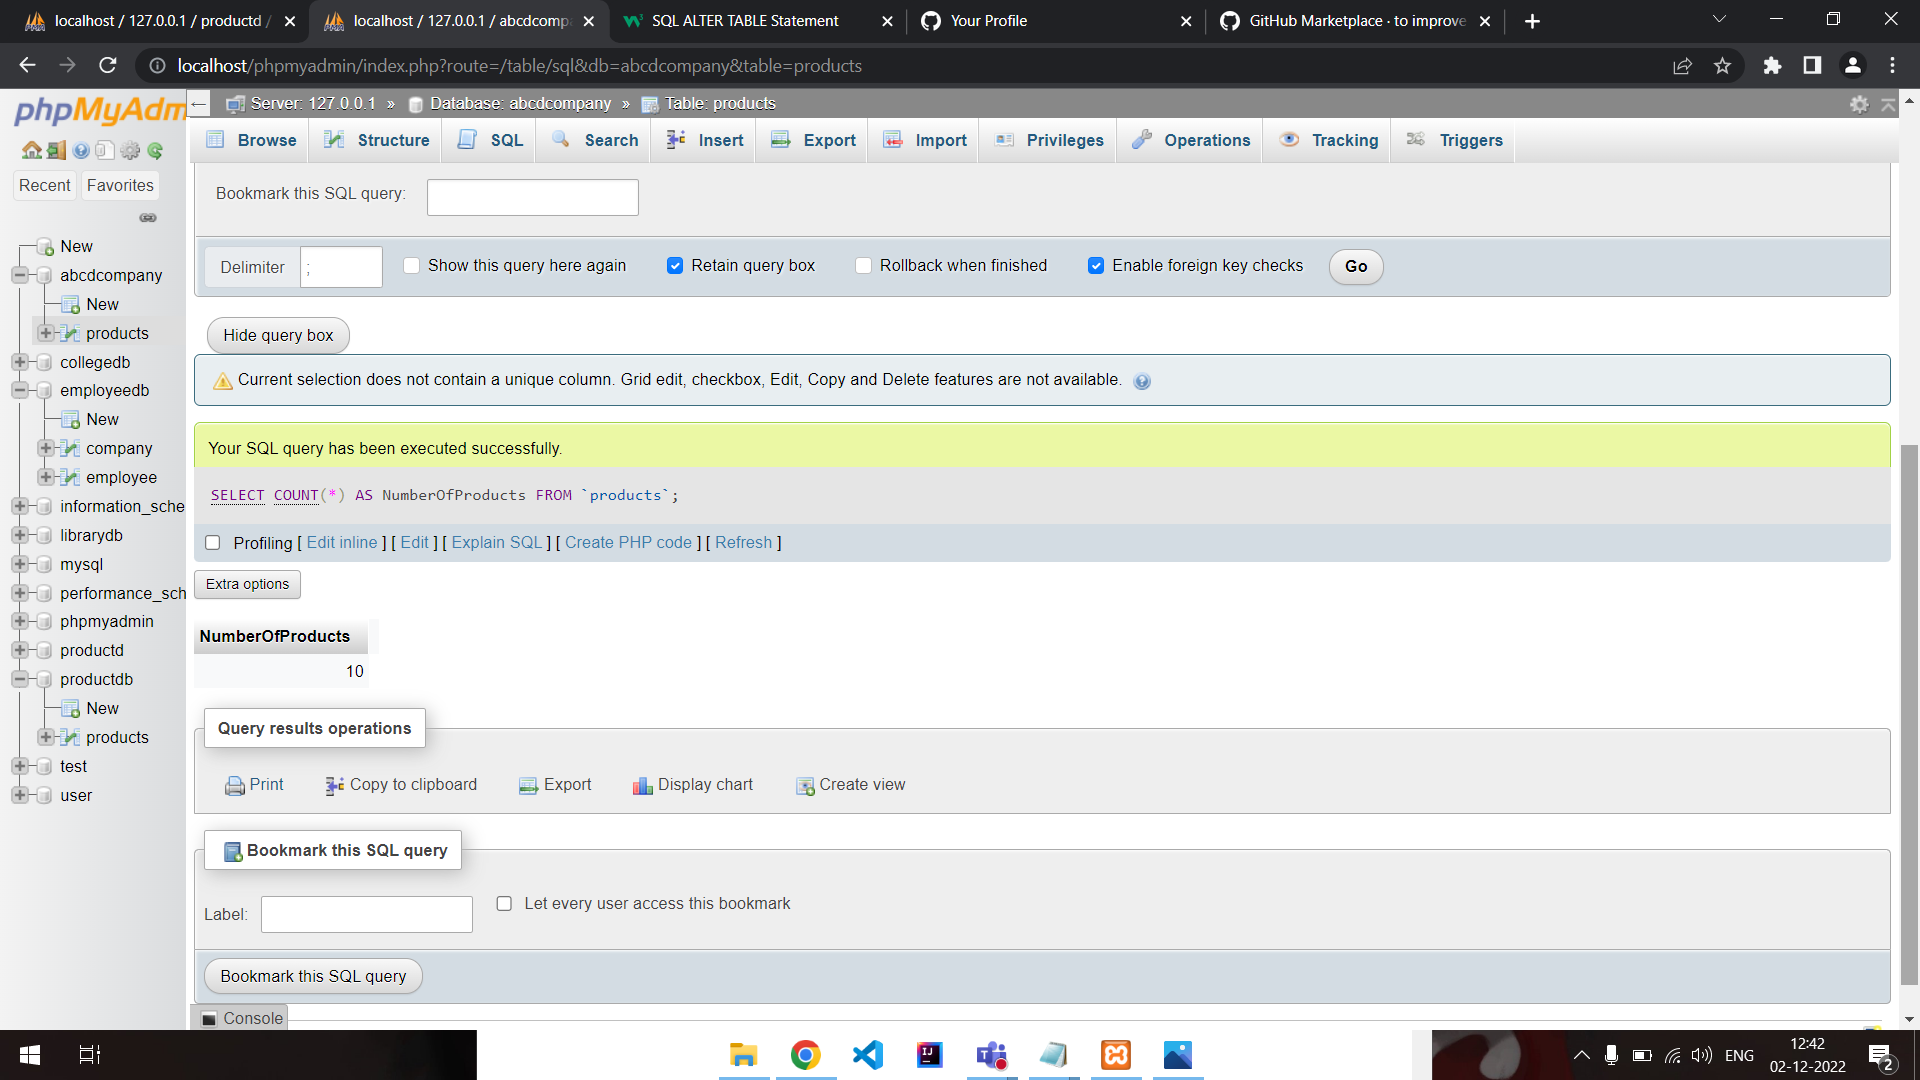 localhost / 127.0.0.1 / productd /
localhost / 127.0.0.1 / abcdcompa
SQL ALTER TABLE Statement
Your Profile
GitHub Marketplace · to improve
localhost/phpmyadmin/index.php?route=/table/sql&db=abcdcompany&table=products
phpMyAdm
Server: 127.0.0.1 » Database: abcdcompany » Table: products
Browse Structure SQL Search Insert Export Import Privileges Operations Tracking Triggers
Recent Favorites
New
abcdcompany
New
products
collegedb
employeedb
New
company
employee
information_sche
librarydb
mysql
performance_sch
phpmyadmin
productd
productdb
New
products
test
user
Bookmark this SQL query:
Delimiter ; Show this query here again Retain query box Rollback when finished Enable foreign key checks Go
Hide query box
Current selection does not contain a unique column. Grid edit, checkbox, Edit, Copy and Delete features are not available.
Your SQL query has been executed successfully.
SELECT COUNT(*) AS NumberOfProducts FROM `products`;
Profiling [ Edit inline ] [ Edit ] [ Explain SQL ] [ Create PHP code ] [ Refresh ]
Extra options
NumberOfProducts
10
Query results operations
Print Copy to clipboard Export Display chart Create view
Bookmark this SQL query
Label: Let every user access this bookmark
Bookmark this SQL query
Console
ENG
12:42
02-12-2022
2